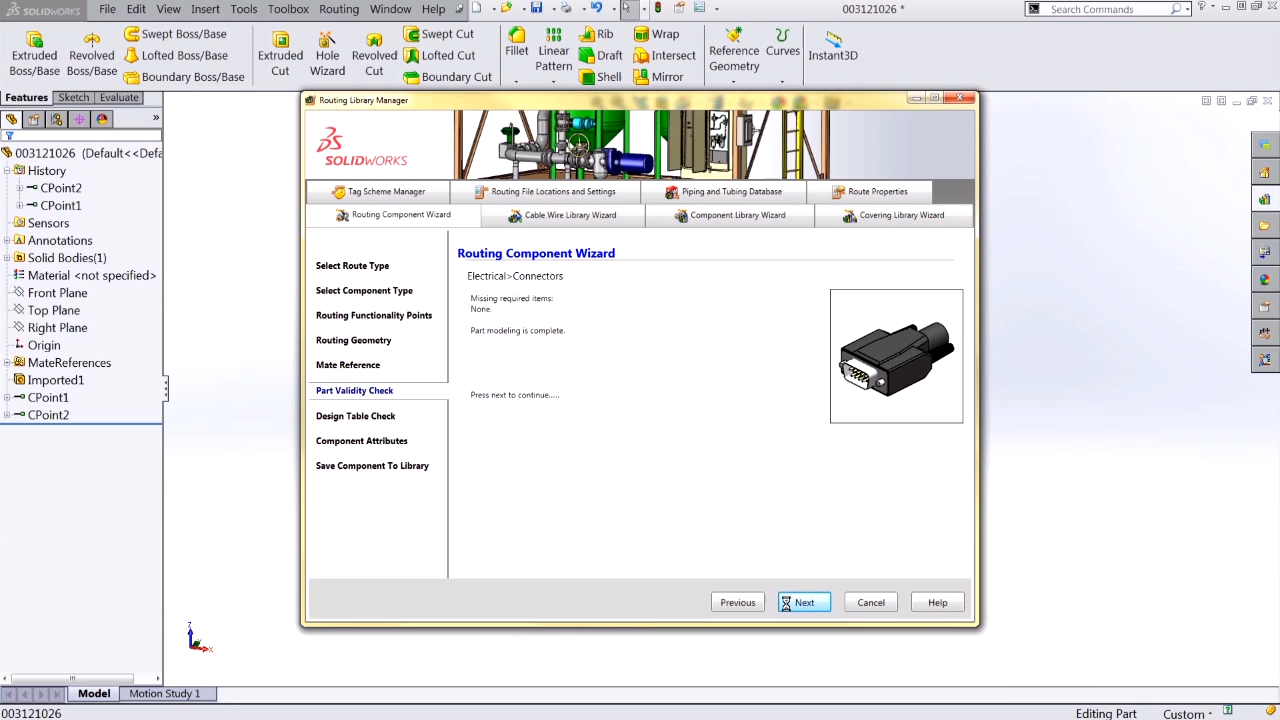 SOLIDWORKS File Edit View Insert Tools Toolbox Routing Window Help 003121026 * Search Commands
Extruded Boss/Base
Revolved Boss/Base
Swept Boss/Base
Lofted Boss/Base
Boundary Boss/Base
Extruded Cut
Hole Wizard
Revolved Cut
Swept Cut
Lofted Cut
Boundary Cut
Fillet
Linear Pattern
Rib
Draft
Shell
Wrap
Intersect
Mirror
Reference Geometry
Curves
Instant3D
Features Sketch Evaluate
003121026 (Default<<Defa
History
CPoint2
CPoint1
Sensors
Annotations
Solid Bodies(1)
Material <not specified>
Front Plane
Top Plane
Right Plane
Origin
MateReferences
Imported1
CPoint1
CPoint2
Routing Library Manager
SOLIDWORKS
Tag Scheme Manager Routing File Locations and Settings Piping and Tubing Database Route Properties
Routing Component Wizard Cable Wire Library Wizard Component Library Wizard Covering Library Wizard
Select Route Type
Select Component Type
Routing Functionality Points
Routing Geometry
Mate Reference
Part Validity Check
Design Table Check
Component Attributes
Save Component To Library
Routing Component Wizard
Electrical>Connectors
Missing required items:
None.
Part modeling is complete.
Press next to continue.....
Previous Next Cancel Help
Z
Model Motion Study 1
003121026 Editing Part Custom